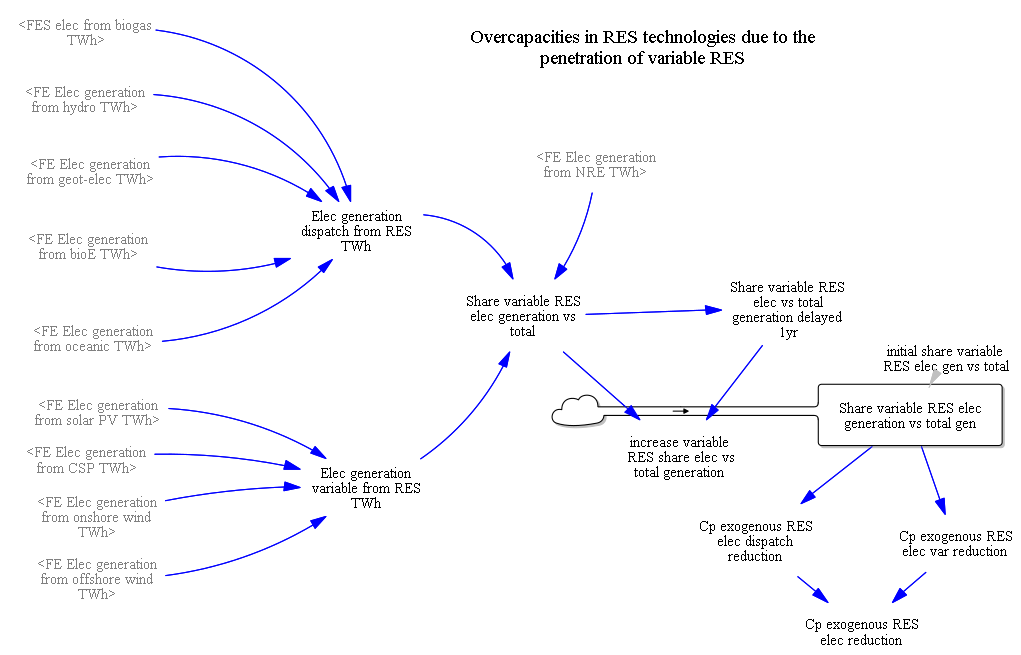 Overcapacities in RES technologies due to the
penetration of variable RES
<FES elec from biogas
TWh>
<FE Elec generation
from hydro TWh>
<FE Elec generation
from geot-elec TWh>
<FE Elec generation
from bioE TWh>
<FE Elec generation
from oceanic TWh>
<FE Elec generation
from solar PV TWh>
<FE Elec generation
from CSP TWh>
<FE Elec generation
from onshore wind
TWh>
<FE Elec generation
from offshore wind
TWh>
Elec generation
dispatch from RES
TWh
Elec generation
variable from RES
TWh
<FE Elec generation
from NRE TWh>
Share variable RES
elec generation vs
total
Share variable RES
elec vs total
generation delayed
1yr
increase variable
RES share elec vs
total generation
initial share variable
RES elec gen vs total
Share variable RES elec
generation vs total gen
Cp exogenous RES
elec dispatch
reduction
Cp exogenous RES
elec var reduction
Cp exogenous RES
elec reduction